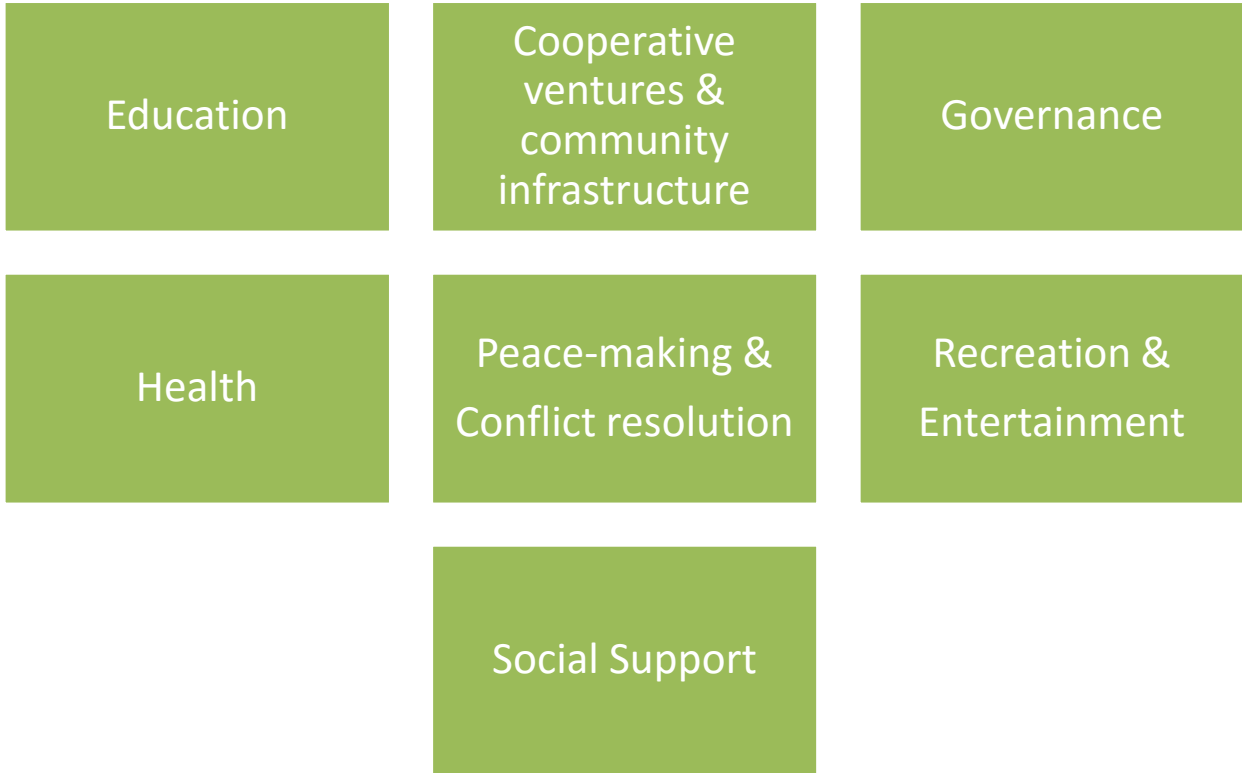 Education
Cooperative
ventures &
community
infrastructure
Governance
Health
Peace-making &
Conflict resolution
Recreation &
Entertainment
Social Support